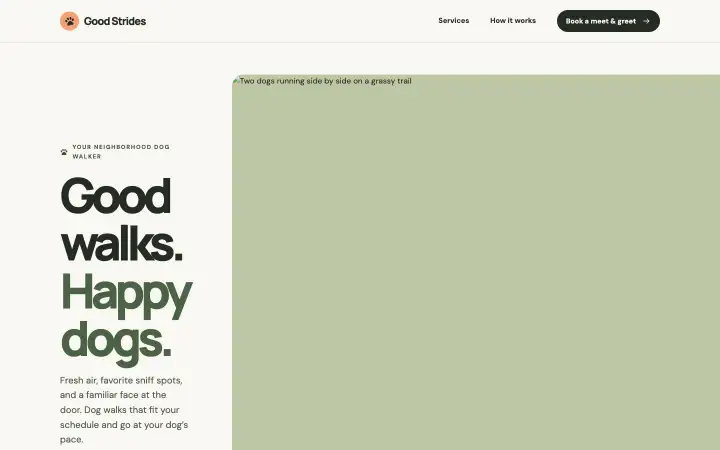 Good Strides
Services
How it works
Book a meet & greet →
Two dogs running side by side on a grassy trail
YOUR NEIGHBORHOOD DOG
WALKER
Good
walks.
Happy
dogs.
Fresh air, favorite sniff spots,
and a familiar face at the
door. Dog walks that fit your
schedule and go at your dog's
pace.